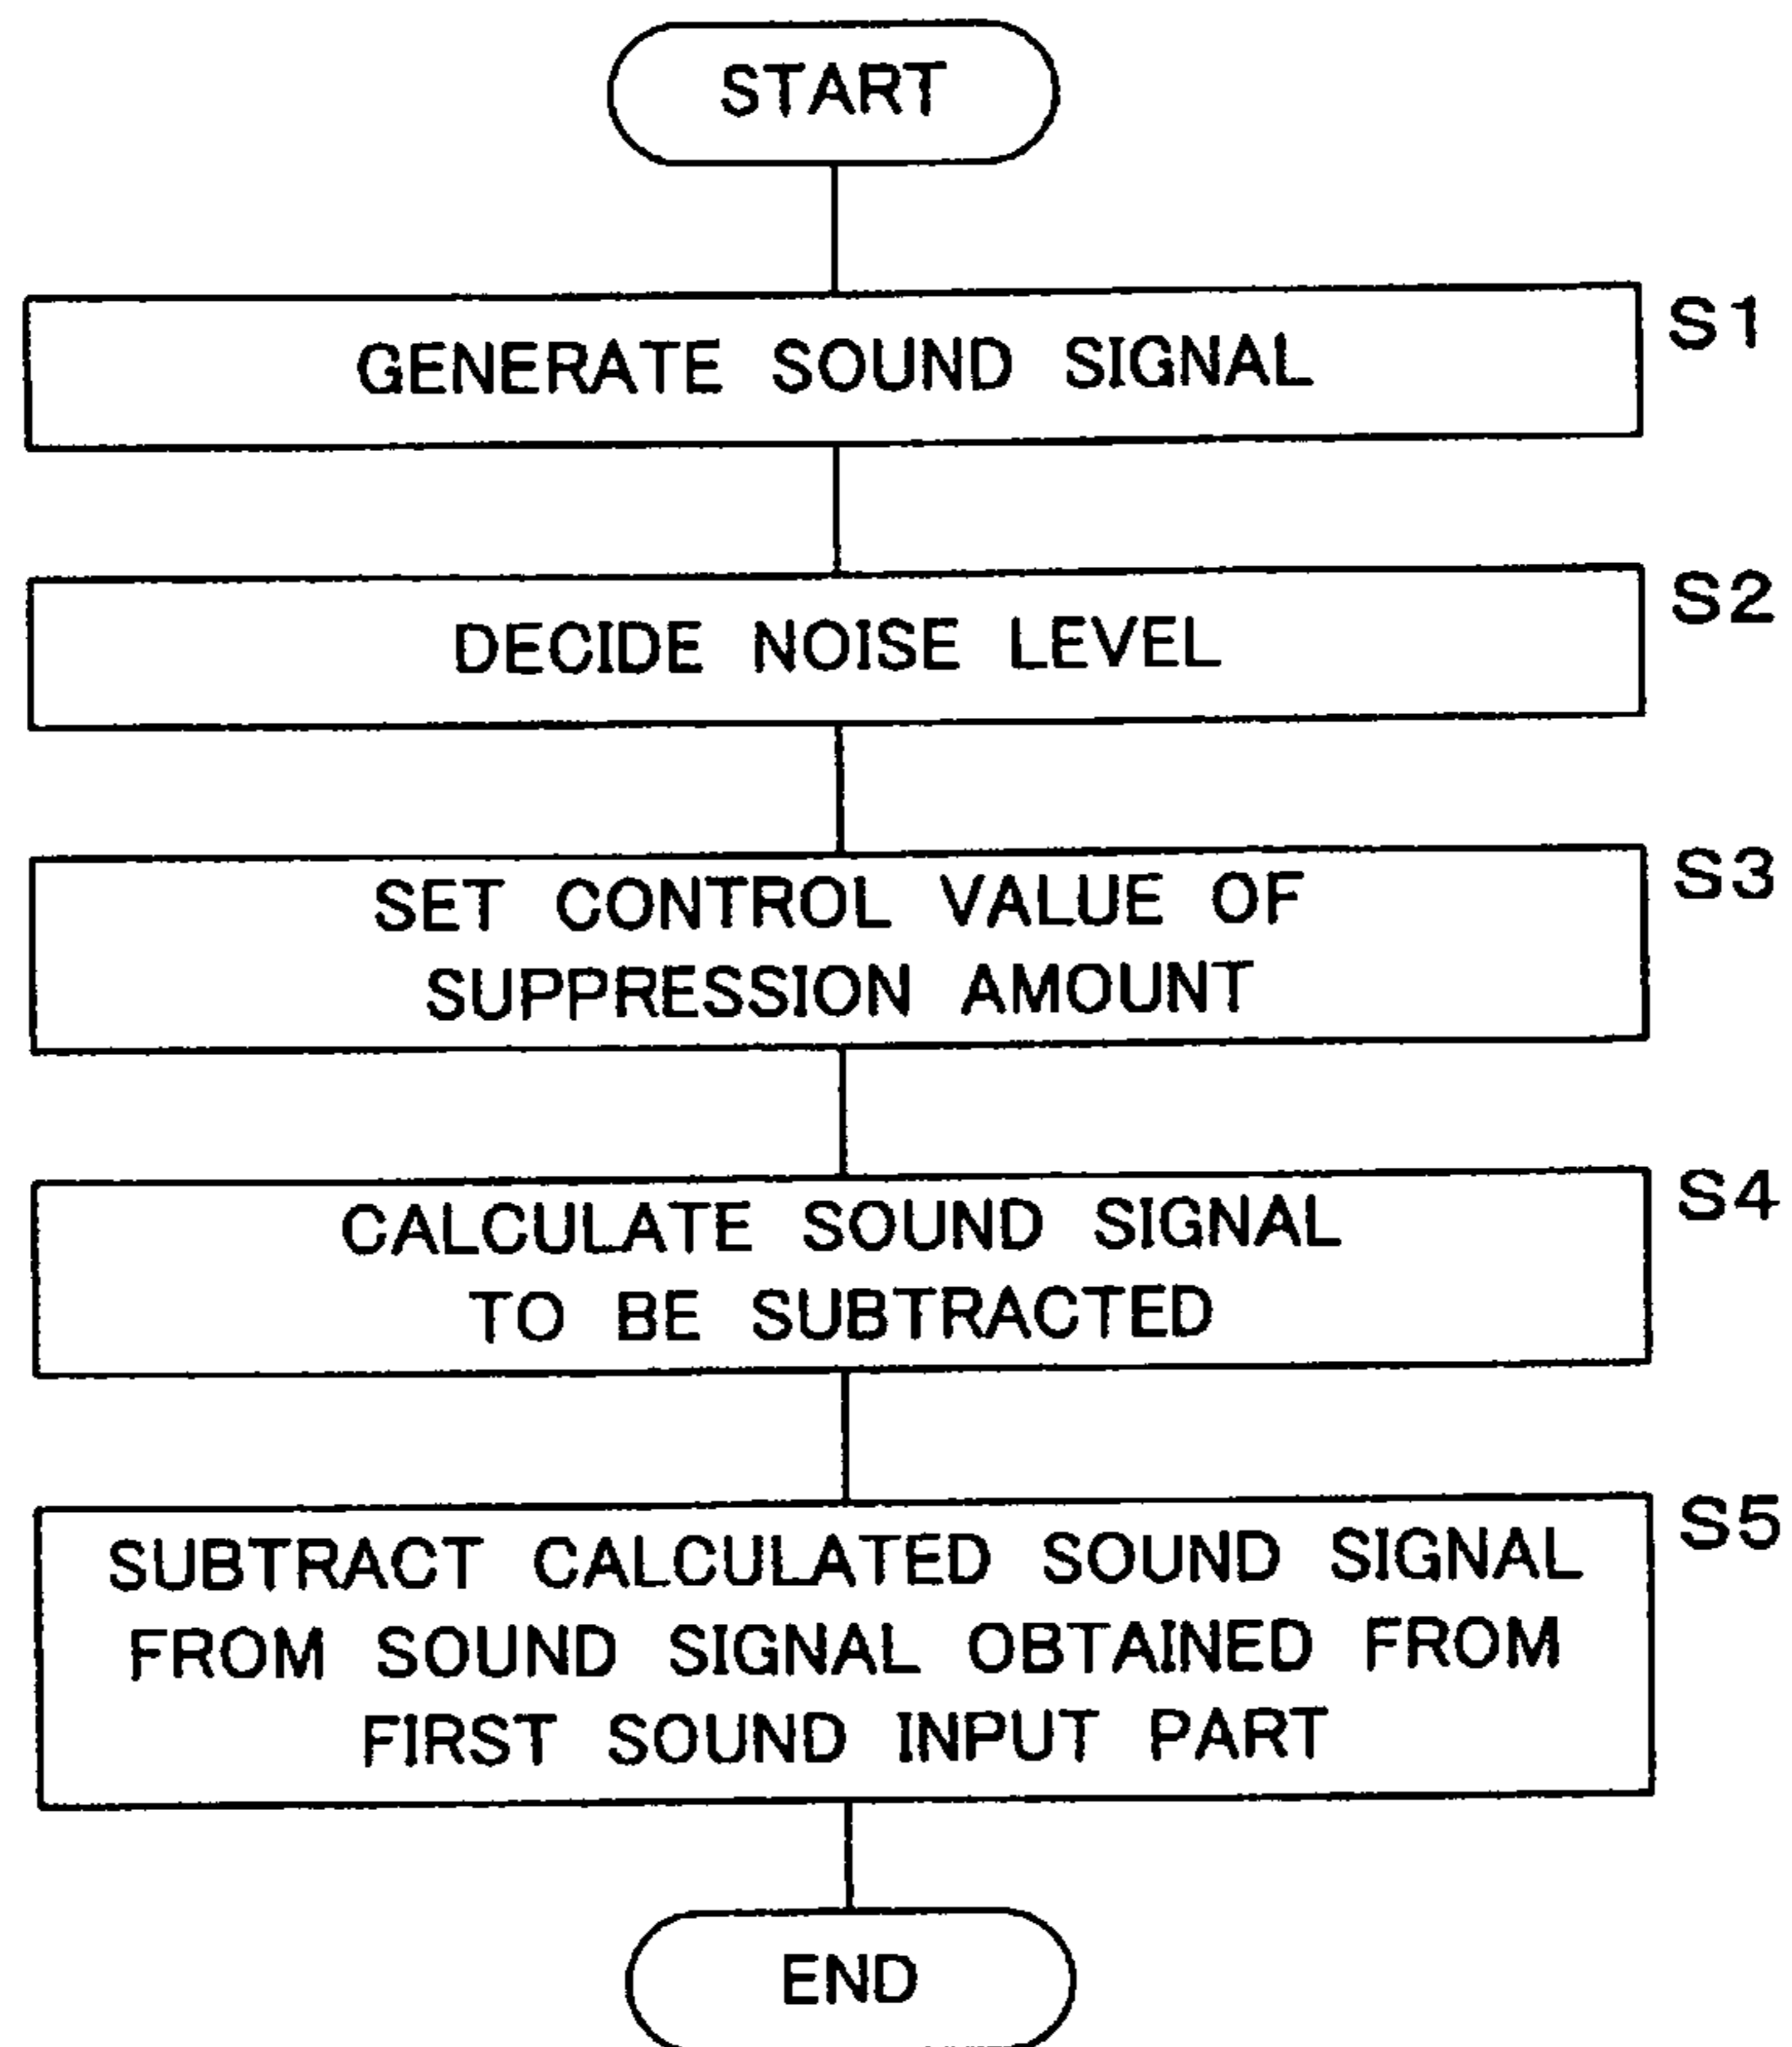 START
GENERATE SOUND SIGNAL
S1
DECIDE NOISE LEVEL
S2
SET CONTROL VALUE OF
SUPPRESSION AMOUNT
S3
CALCULATE SOUND SIGNAL
TO BE SUBTRACTED
S4
SUBTRACT CALCULATED SOUND SIGNAL
FROM SOUND SIGNAL OBTAINED FROM
FIRST SOUND INPUT PART
S5
END